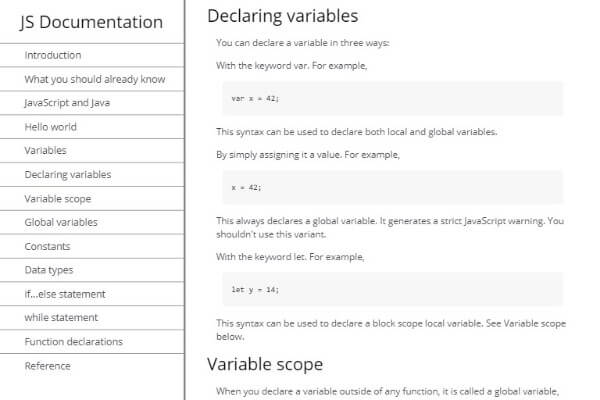 JS Documentation
Introduction
What you should already know
JavaScript and Java
Hello world
Variables
Declaring variables
Variable scope
Global variables
Constants
Data types
if...else statement
while statement
Function declarations
Reference
Declaring variables
You can declare a variable in three ways:
With the keyword var. For example,
var x = 42;
This syntax can be used to declare both local and global variables.
By simply assigning it a value. For example,
x = 42;
This always declares a global variable. It generates a strict JavaScript warning. You
shouldn't use this variant.
With the keyword let. For example,
let y = 14;
This syntax can be used to declare a block scope local variable. See Variable scope
below.
Variable scope
When you declare a variable outside of any function, it is called a global variable,